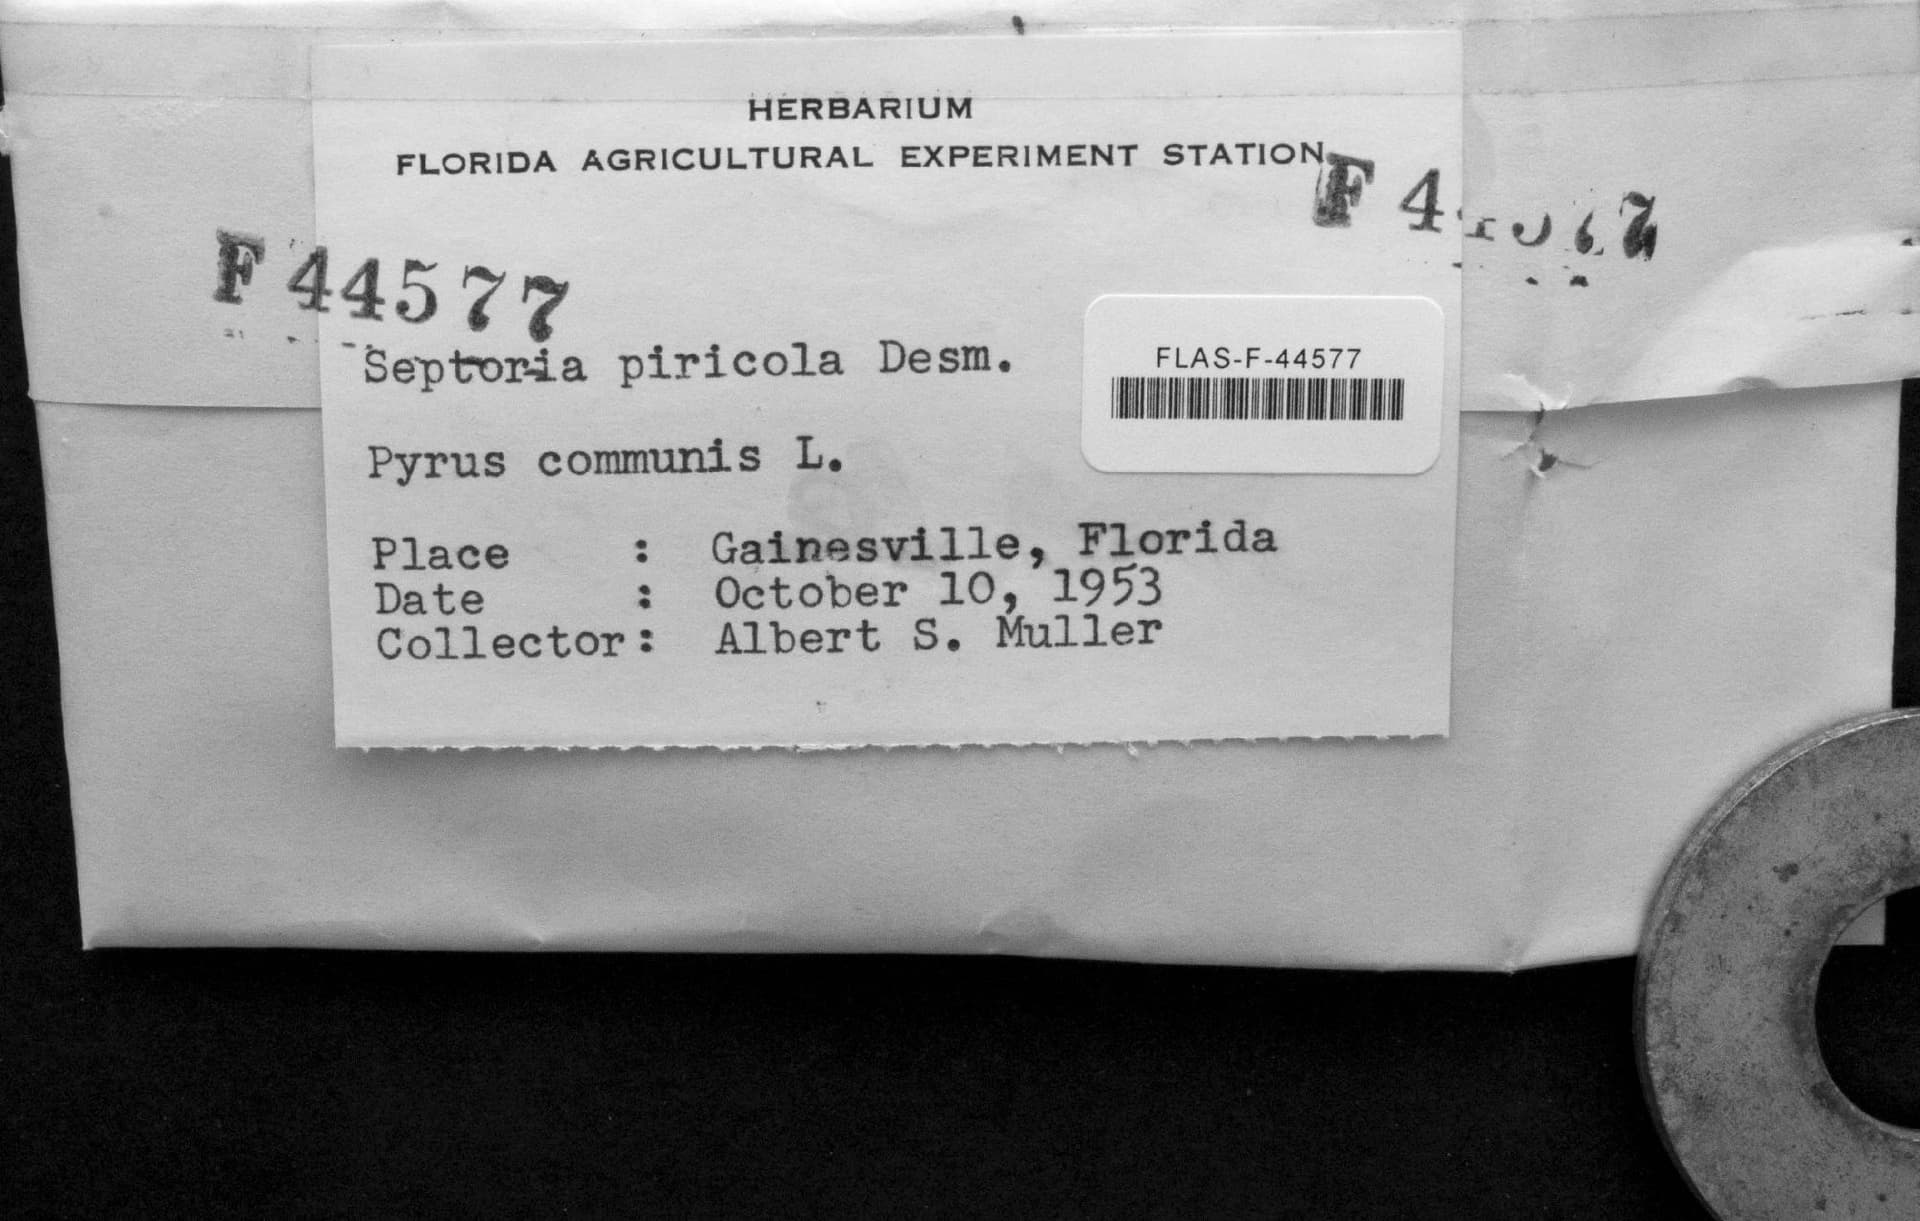 HERBARIUM
FLORIDA AGRICULTURAL EXPERIMENT STATION
F 44577
F 44577
Septoria piricola Desm.
FLAS-F-44577
Pyrus communis L.
Place : Gainesville, Florida
Date : October 10, 1953
Collector: Albert S. Muller